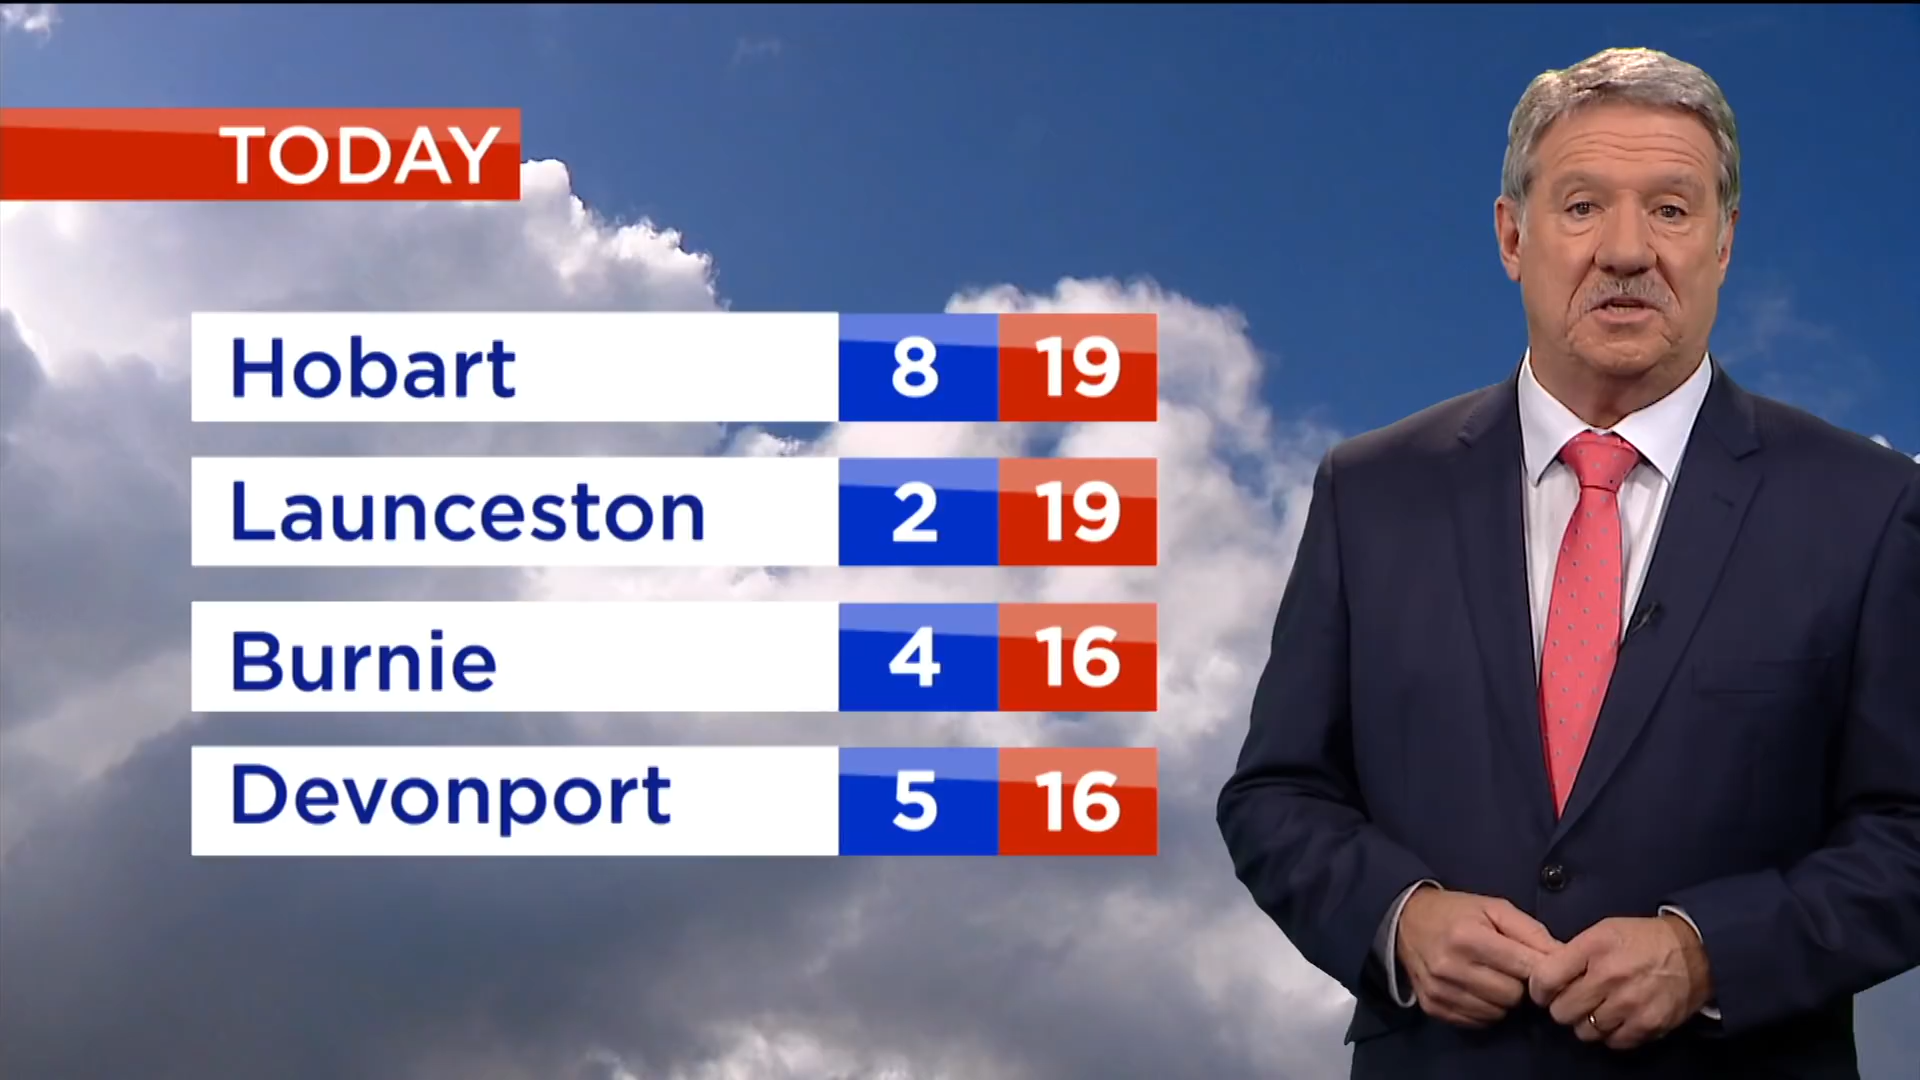 TODAY
Hobart 8 19
Launceston 2 19
Burnie 4 16
Devonport 5 16